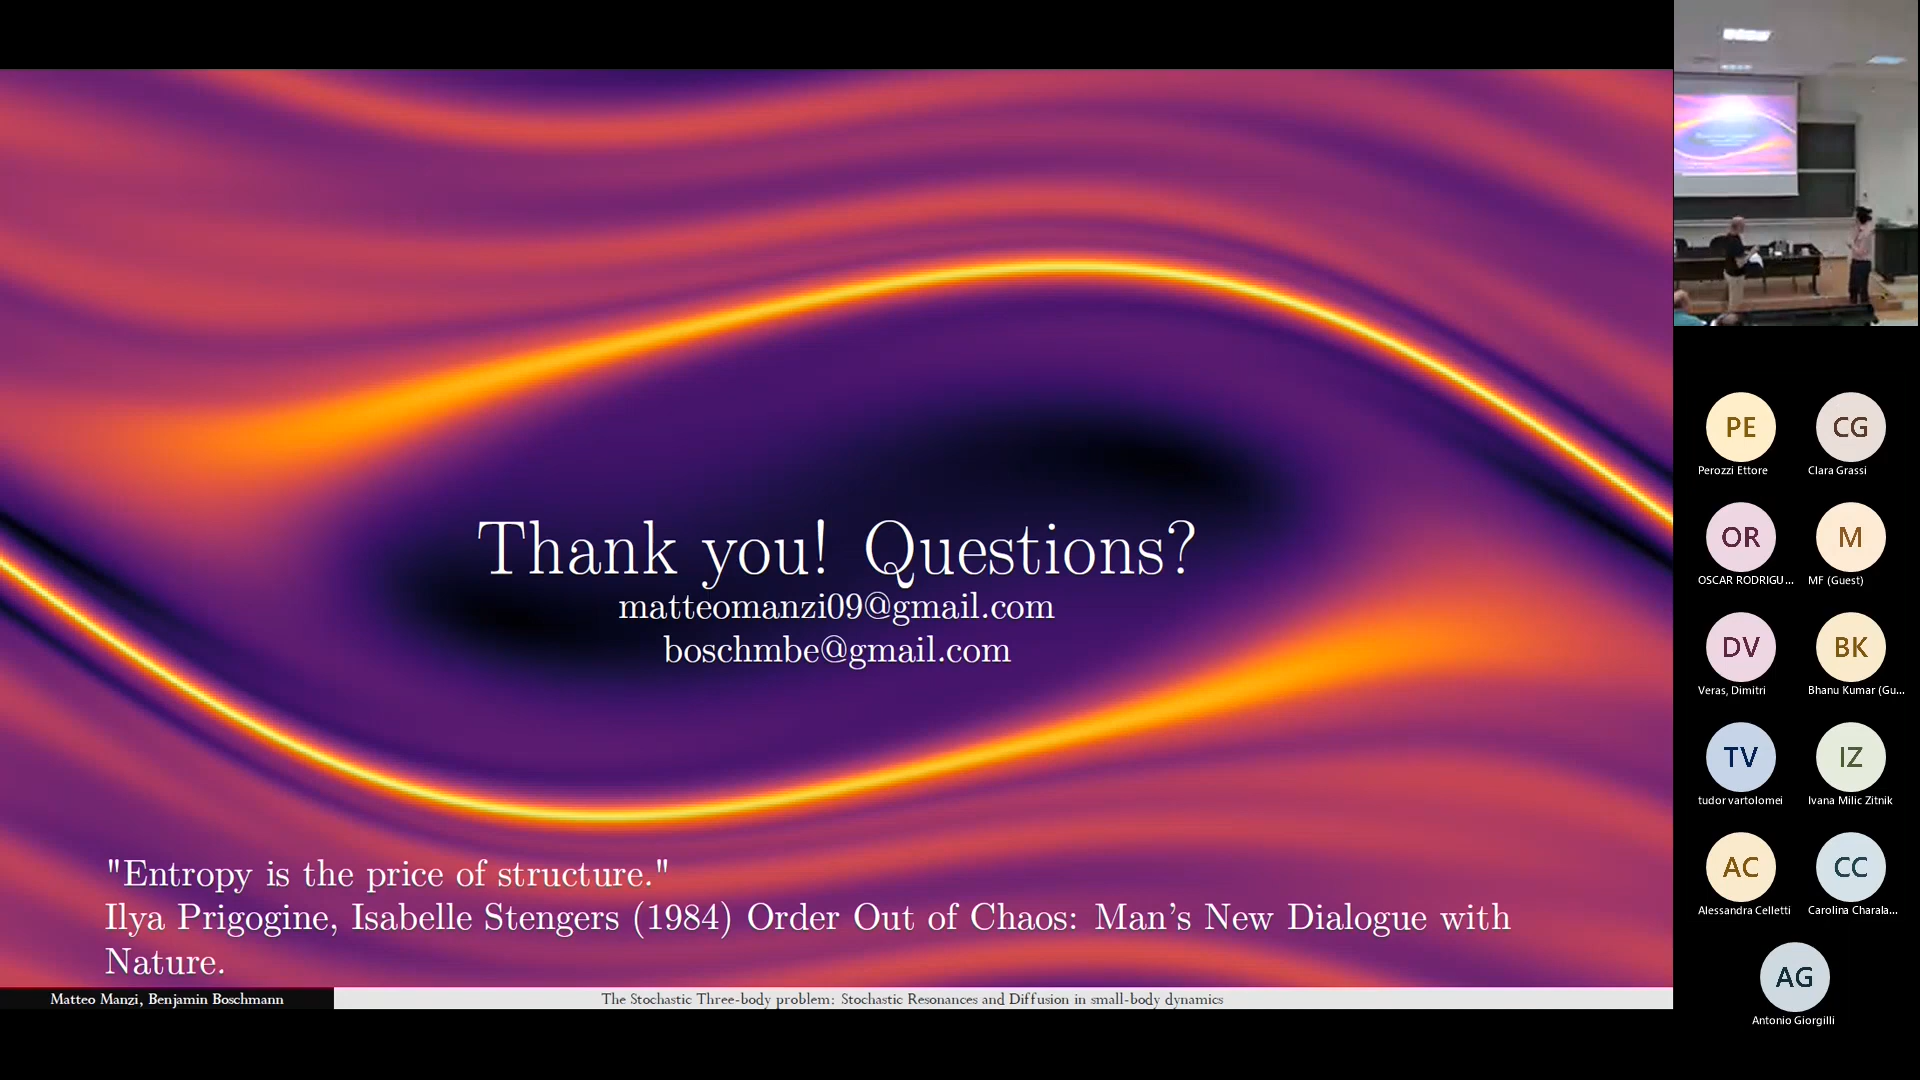 Thank you! Questions?
matteomanzi09@gmail.com
boschmbe@gmail.com
"Entropy is the price of structure."
Ilya Prigogine, Isabelle Stengers (1984) Order Out of Chaos: Man's New Dialogue with
Nature.
Matteo Manzi, Benjamin Boschmann
The Stochastic Three-body problem: Stochastic Resonances and Diffusion in small-body dynamics
PE
CG
Perozzi Ettore
Clara Grassi
OR
M
OSCAR RODRIGU...
MF (Guest)
DV
BK
Veras, Dimitri
Bhanu Kumar (Gu...
TV
IZ
tudor vartolomei
Ivana Milic Zitnik
AC
CC
Alessandra Celletti
Carolina Charala...
AG
Antonio Giorgilli